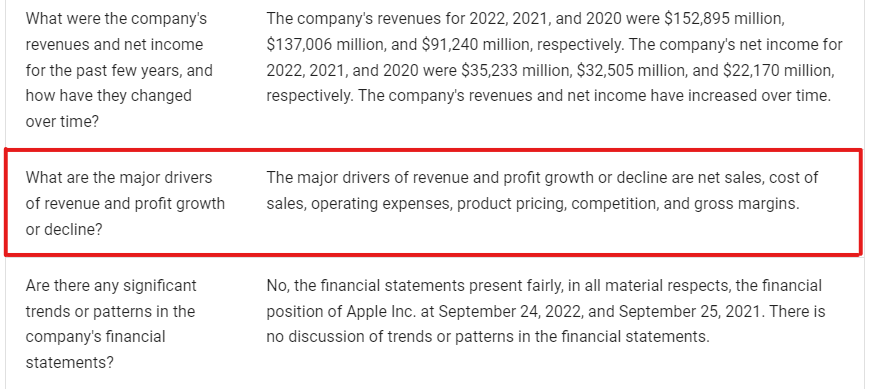 What were the company's
revenues and net income
for the past few years, and
how have they changed
over time?
The company's revenues for 2022, 2021, and 2020 were $152,895 million,
$137,006 million, and $91,240 million, respectively. The company's net income for
2022, 2021, and 2020 were $35,233 million, $32,505 million, and $22,170 million,
respectively. The company's revenues and net income have increased over time.
What are the major drivers
of revenue and profit growth
or decline?
The major drivers of revenue and profit growth or decline are net sales, cost of
sales, operating expenses, product pricing, competition, and gross margins.
Are there any significant
trends or patterns in the
company's financial
statements?
No, the financial statements present fairly, in all material respects, the financial
position of Apple Inc. at September 24, 2022, and September 25, 2021. There is
no discussion of trends or patterns in the financial statements.